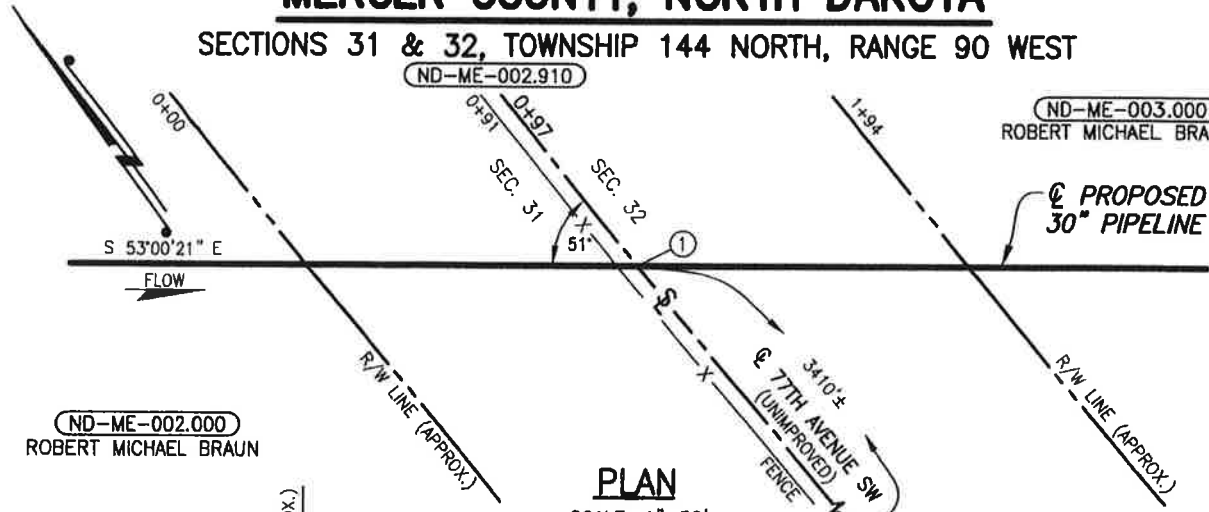 MERCER COUNTY, NORTH DAKOTA
SECTIONS 31 & 32, TOWNSHIP 144 NORTH, RANGE 90 WEST
ND-ME-002.910
0+00
0+91
0+97
1+94
ND-ME-003.000
ROBERT MICHAEL
SEC. 31
SEC. 32
℄ PROPOSED
30" PIPELINE
S 53°00'21" E
FLOW
51°
1
R/W LINE (APPROX.)
3410'±
℄ 77TH AVENUE SW
(UNIMPROVED)
FENCE
R/W LINE (APPROX.)
ND-ME-002.000
ROBERT MICHAEL BRAUN
PLAN